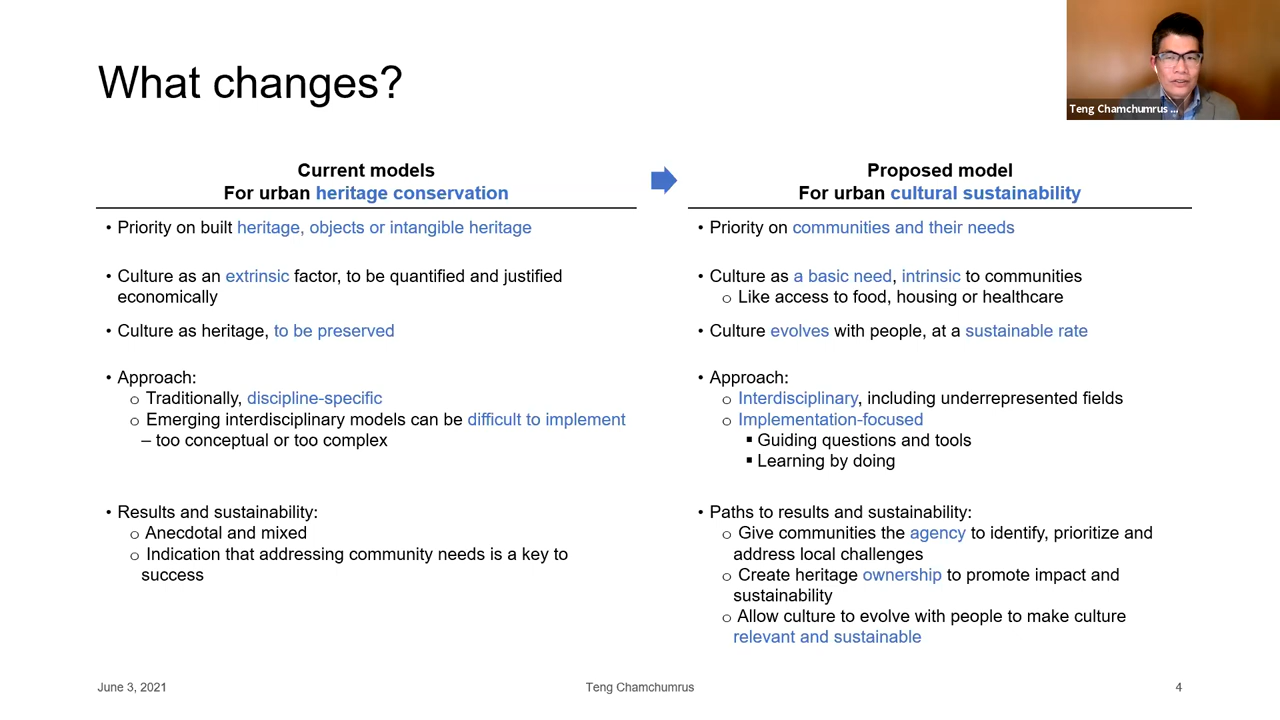 What changes?
Teng Chamchumrus ...
Current models
For urban heritage conservation
• Priority on built heritage, objects or intangible heritage
• Culture as an extrinsic factor, to be quantified and justified
economically
• Culture as heritage, to be preserved
• Approach:
o Traditionally, discipline-specific
o Emerging interdisciplinary models can be difficult to implement
– too conceptual or too complex
• Results and sustainability:
o Anecdotal and mixed
o Indication that addressing community needs is a key to
success
Proposed model
For urban cultural sustainability
• Priority on communities and their needs
• Culture as a basic need, intrinsic to communities
o Like access to food, housing or healthcare
• Culture evolves with people, at a sustainable rate
• Approach:
o Interdisciplinary, including underrepresented fields
o Implementation-focused
▪ Guiding questions and tools
▪ Learning by doing
• Paths to results and sustainability:
o Give communities the agency to identify, prioritize and
address local challenges
o Create heritage ownership to promote impact and
sustainability
o Allow culture to evolve with people to make culture
relevant and sustainable
June 3, 2021
Teng Chamchumrus
4